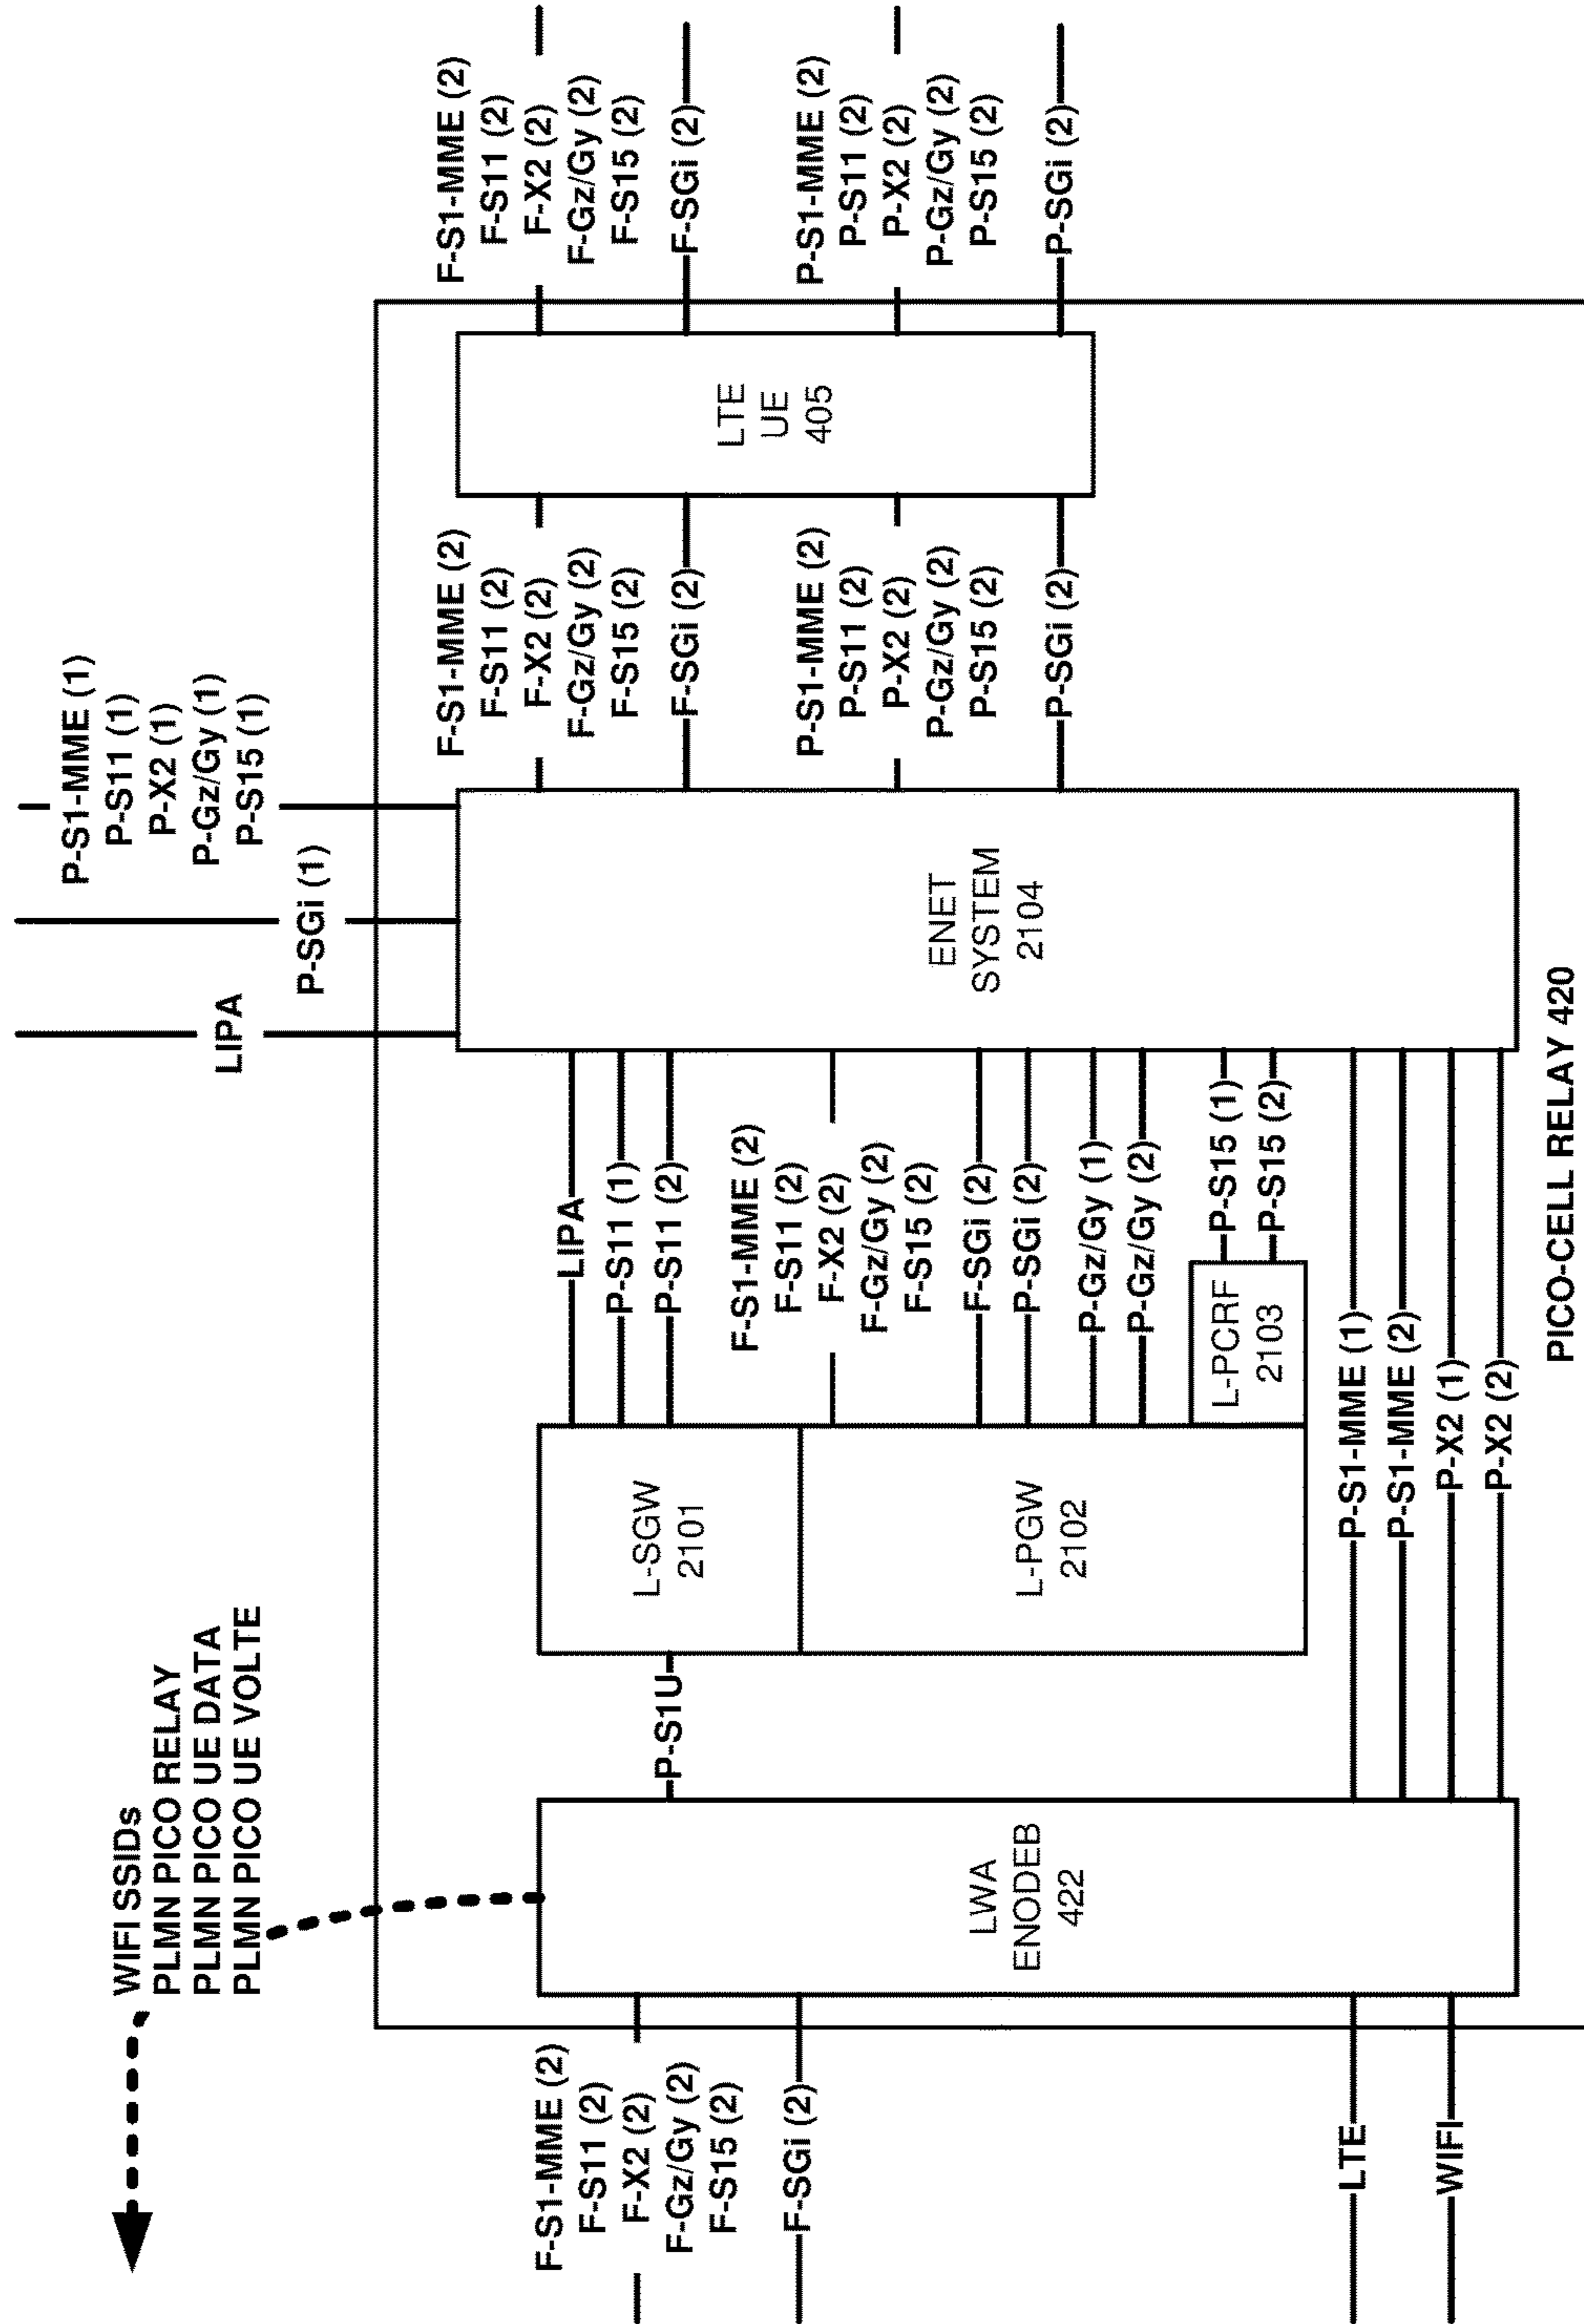 WIFI SSIDs
PLMN PICO RELAY
PLMN PICO UE DATA
PLMN PICO UE VOLTE
P-S1-MME (1)
P-S11 (1)
P-X2 (1)
P-Gz/Gy (1)
P-S15 (1)
LIPA
P-SGi (1)
F-S1-MME (2)
F-S11 (2)
F-X2 (2)
F-Gz/Gy (2)
F-S15 (2)
F-SGi (2)
LTE
WIFI
LWA
ENODEB
422
P-S1U
L-SGW
2101
L-PGW
2102
L-PCRF
2103
LIPA
P-S11 (1)
P-S11 (2)
F-S1-MME (2)
F-S11 (2)
F-X2 (2)
F-Gz/Gy (2)
F-S15 (2)
F-SGi (2)
P-SGi (2)
P-Gz/Gy (1)
P-Gz/Gy (2)
P-S15 (1)
P-S15 (2)
P-S1-MME (1)
P-S1-MME (2)
P-X2 (1)
P-X2 (2)
ENET
SYSTEM
2104
F-S1-MME (2)
F-S11 (2)
F-X2 (2)
F-Gz/Gy (2)
F-S15 (2)
F-SGi (2)
P-S1-MME (2)
P-S11 (2)
P-X2 (2)
P-Gz/Gy (2)
P-S15 (2)
P-SGi (2)
LTE
UE
405
F-S1-MME (2)
F-S11 (2)
F-X2 (2)
F-Gz/Gy (2)
F-S15 (2)
F-SGi (2)
P-S1-MME (2)
P-S11 (2)
P-X2 (2)
P-Gz/Gy (2)
P-S15 (2)
P-SGi (2)
PICO-CELL RELAY 420